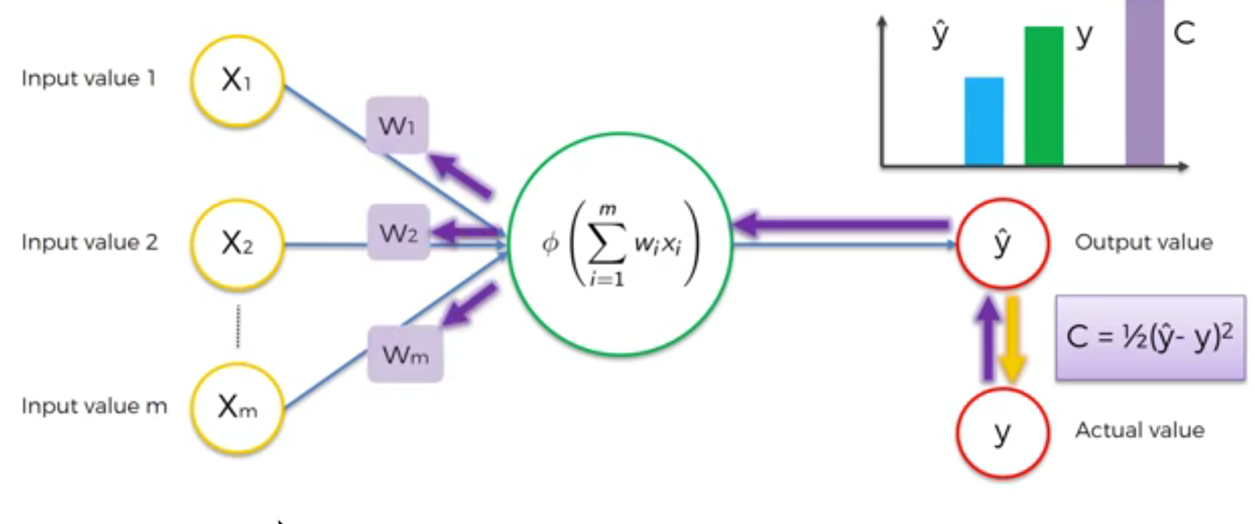 ŷ y C
Input value 1 X₁
W₁
Input value 2 X₂ W₂ ϕ(∑ᵢ₌₁ᵐ wᵢxᵢ) ŷ Output value
C = ½(ŷ- y)²
Wₘ
Input value m Xₘ
y Actual value